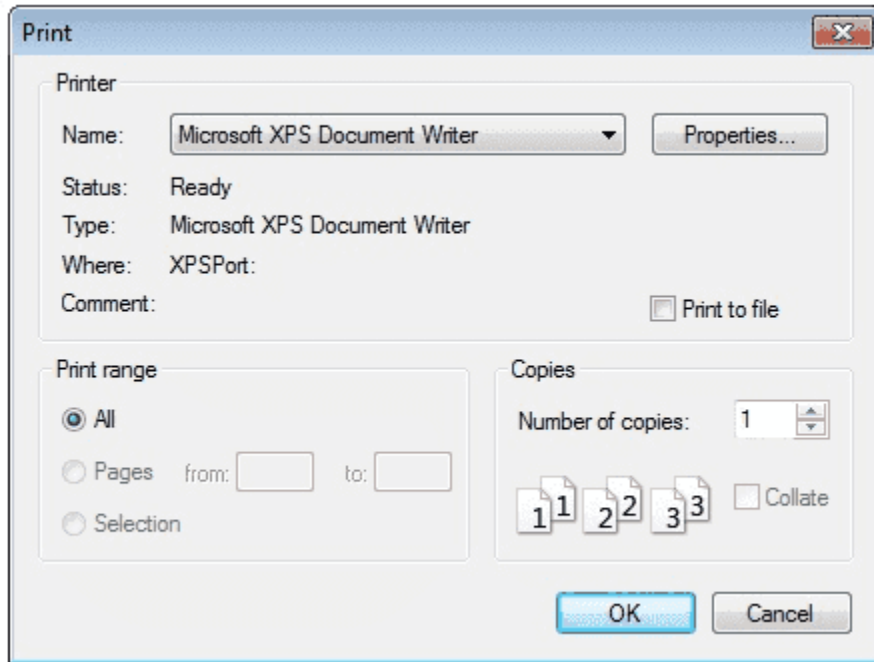 Print
Printer
Name: Microsoft XPS Document Writer Properties...
Status: Ready
Type: Microsoft XPS Document Writer
Where: XPSPort:
Comment: Print to file
Print range
All
Pages from: to:
Selection
Copies
Number of copies: 1
1 1 2 2 3 3 Collate
OK Cancel